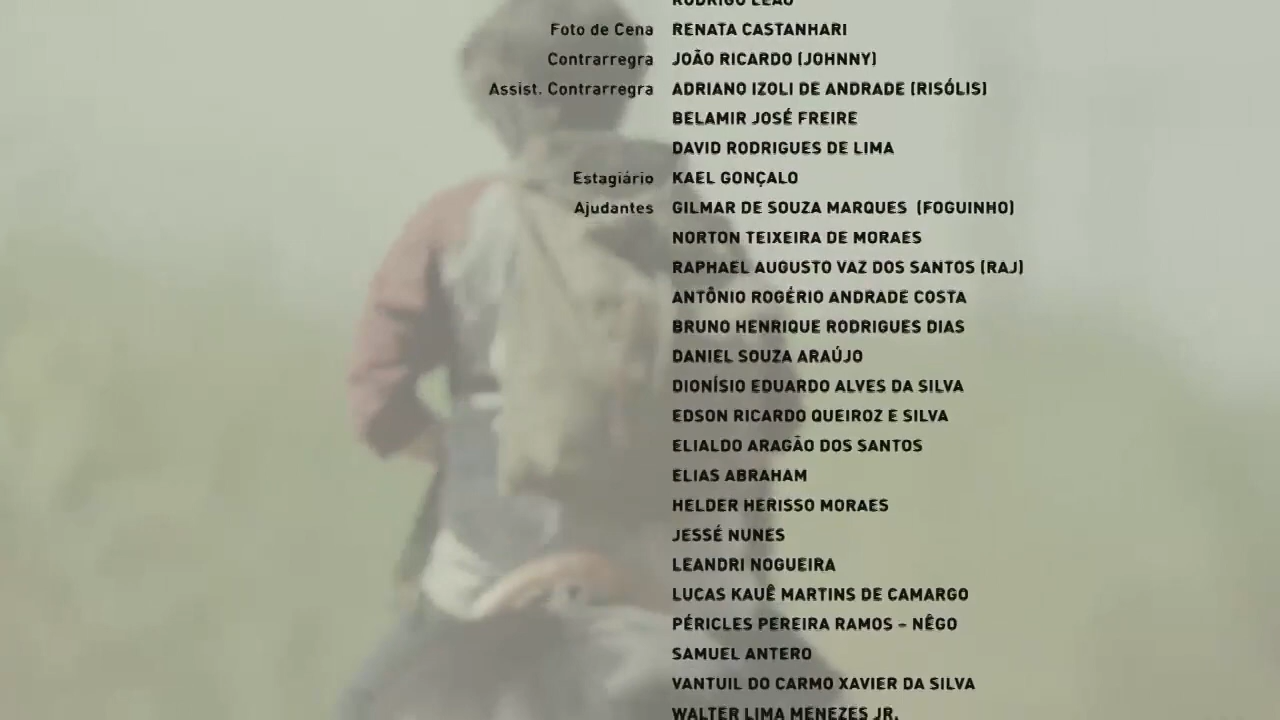 RODRIGO LEÃO
Foto de Cena RENATA CASTANHARI
Contrarregra JOÃO RICARDO (JOHNNY)
Assist. Contrarregra ADRIANO IZOLI DE ANDRADE (RISÓLIS)
BELAMIR JOSÉ FREIRE
DAVID RODRIGUES DE LIMA
Estagiário KAEL GONÇALO
Ajudantes GILMAR DE SOUZA MARQUES (FOGUINHO)
NORTON TEIXEIRA DE MORAES
RAPHAEL AUGUSTO VAZ DOS SANTOS (RAJ)
ANTÔNIO ROGÉRIO ANDRADE COSTA
BRUNO HENRIQUE RODRIGUES DIAS
DANIEL SOUZA ARAÚJO
DIONÍSIO EDUARDO ALVES DA SILVA
EDSON RICARDO QUEIROZ E SILVA
ELIALDO ARAGÃO DOS SANTOS
ELIAS ABRAHAM
HELDER HERISSO MORAES
JESSÉ NUNES
LEANDRI NOGUEIRA
LUCAS KAUÊ MARTINS DE CAMARGO
PÉRICLES PEREIRA RAMOS – NÊGO
SAMUEL ANTERO
VANTUIL DO CARMO XAVIER DA SILVA
WALTER LIMA MENEZES JR.